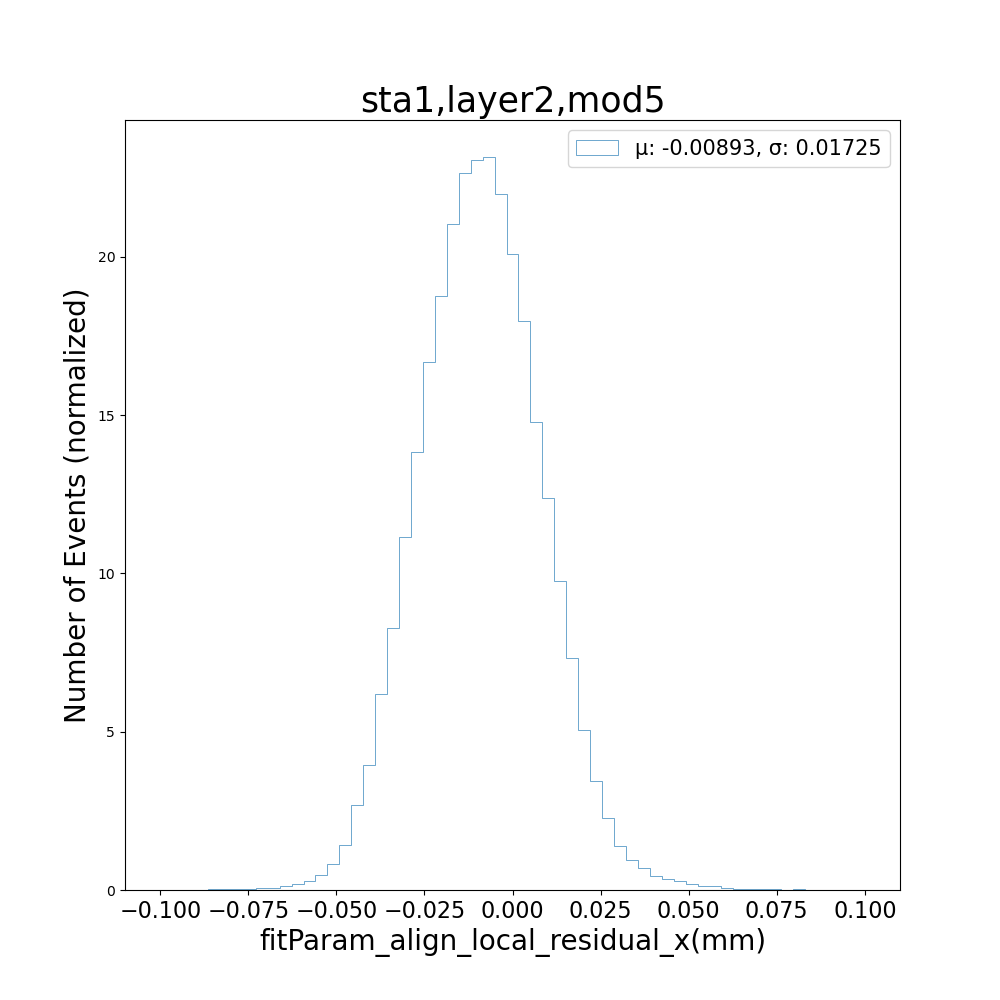 sta1,layer2,mod5
μ: -0.00893, σ: 0.01725
Number of Events (normalized)
20
15
10
5
0
−0.100 −0.075 −0.050 −0.025 0.000 0.025 0.050 0.075 0.100
fitParam_align_local_residual_x(mm)